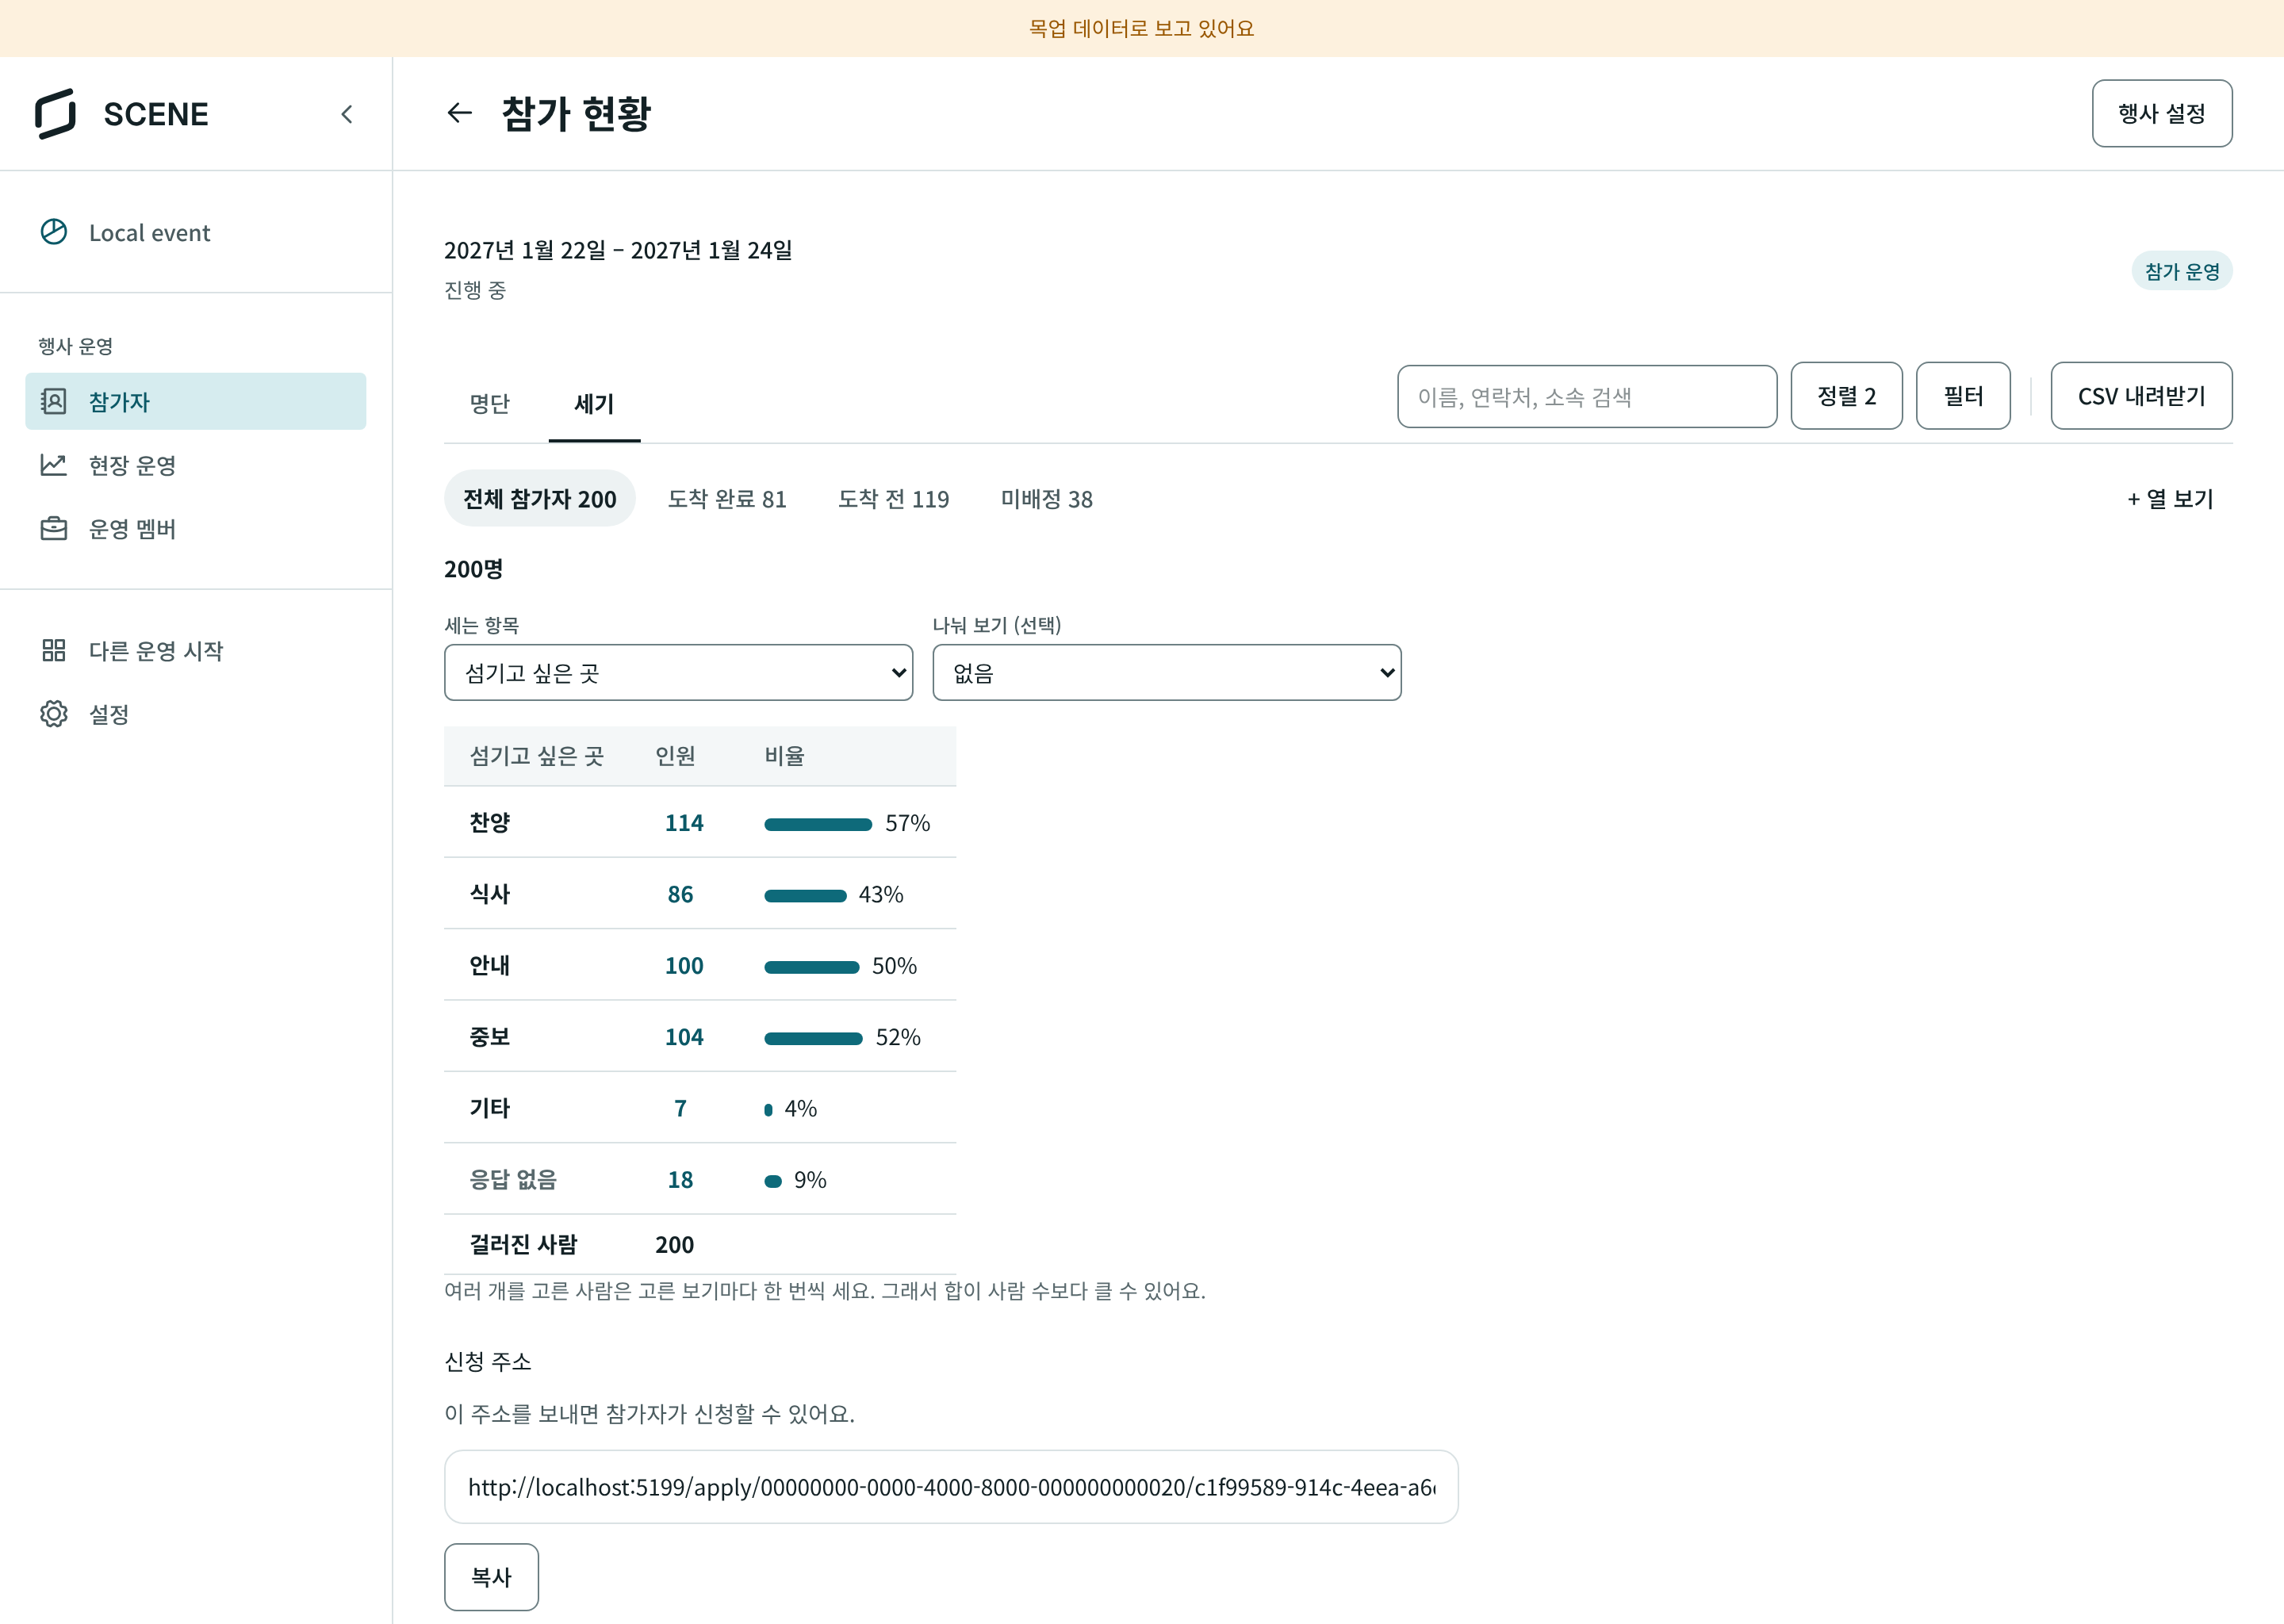 목업 데이터로 보고 있어요
SCENE
참가 현황
행사 설정
Local event
2027년 1월 22일 – 2027년 1월 24일
진행 중
참가 운영
행사 운영
참가자
현장 운영
운영 멤버
다른 운영 시작
설정
명단 세기
이름, 연락처, 소속 검색
정렬 2
필터
CSV 내려받기
전체 참가자 200 도착 완료 81 도착 전 119 미배정 38
+ 열 보기
200명
세는 항목 나눠 보기 (선택)
섬기고 싶은 곳 없음
섬기고 싶은 곳 인원 비율
찬양 114 57%
식사 86 43%
안내 100 50%
중보 104 52%
기타 7 4%
응답 없음 18 9%
걸러진 사람 200
여러 개를 고른 사람은 고른 보기마다 한 번씩 세요. 그래서 합이 사람 수보다 클 수 있어요.
신청 주소
이 주소를 보내면 참가자가 신청할 수 있어요.
http://localhost:5199/apply/00000000-0000-4000-8000-000000000020/c1f99589-914c-4eea-a6
복사